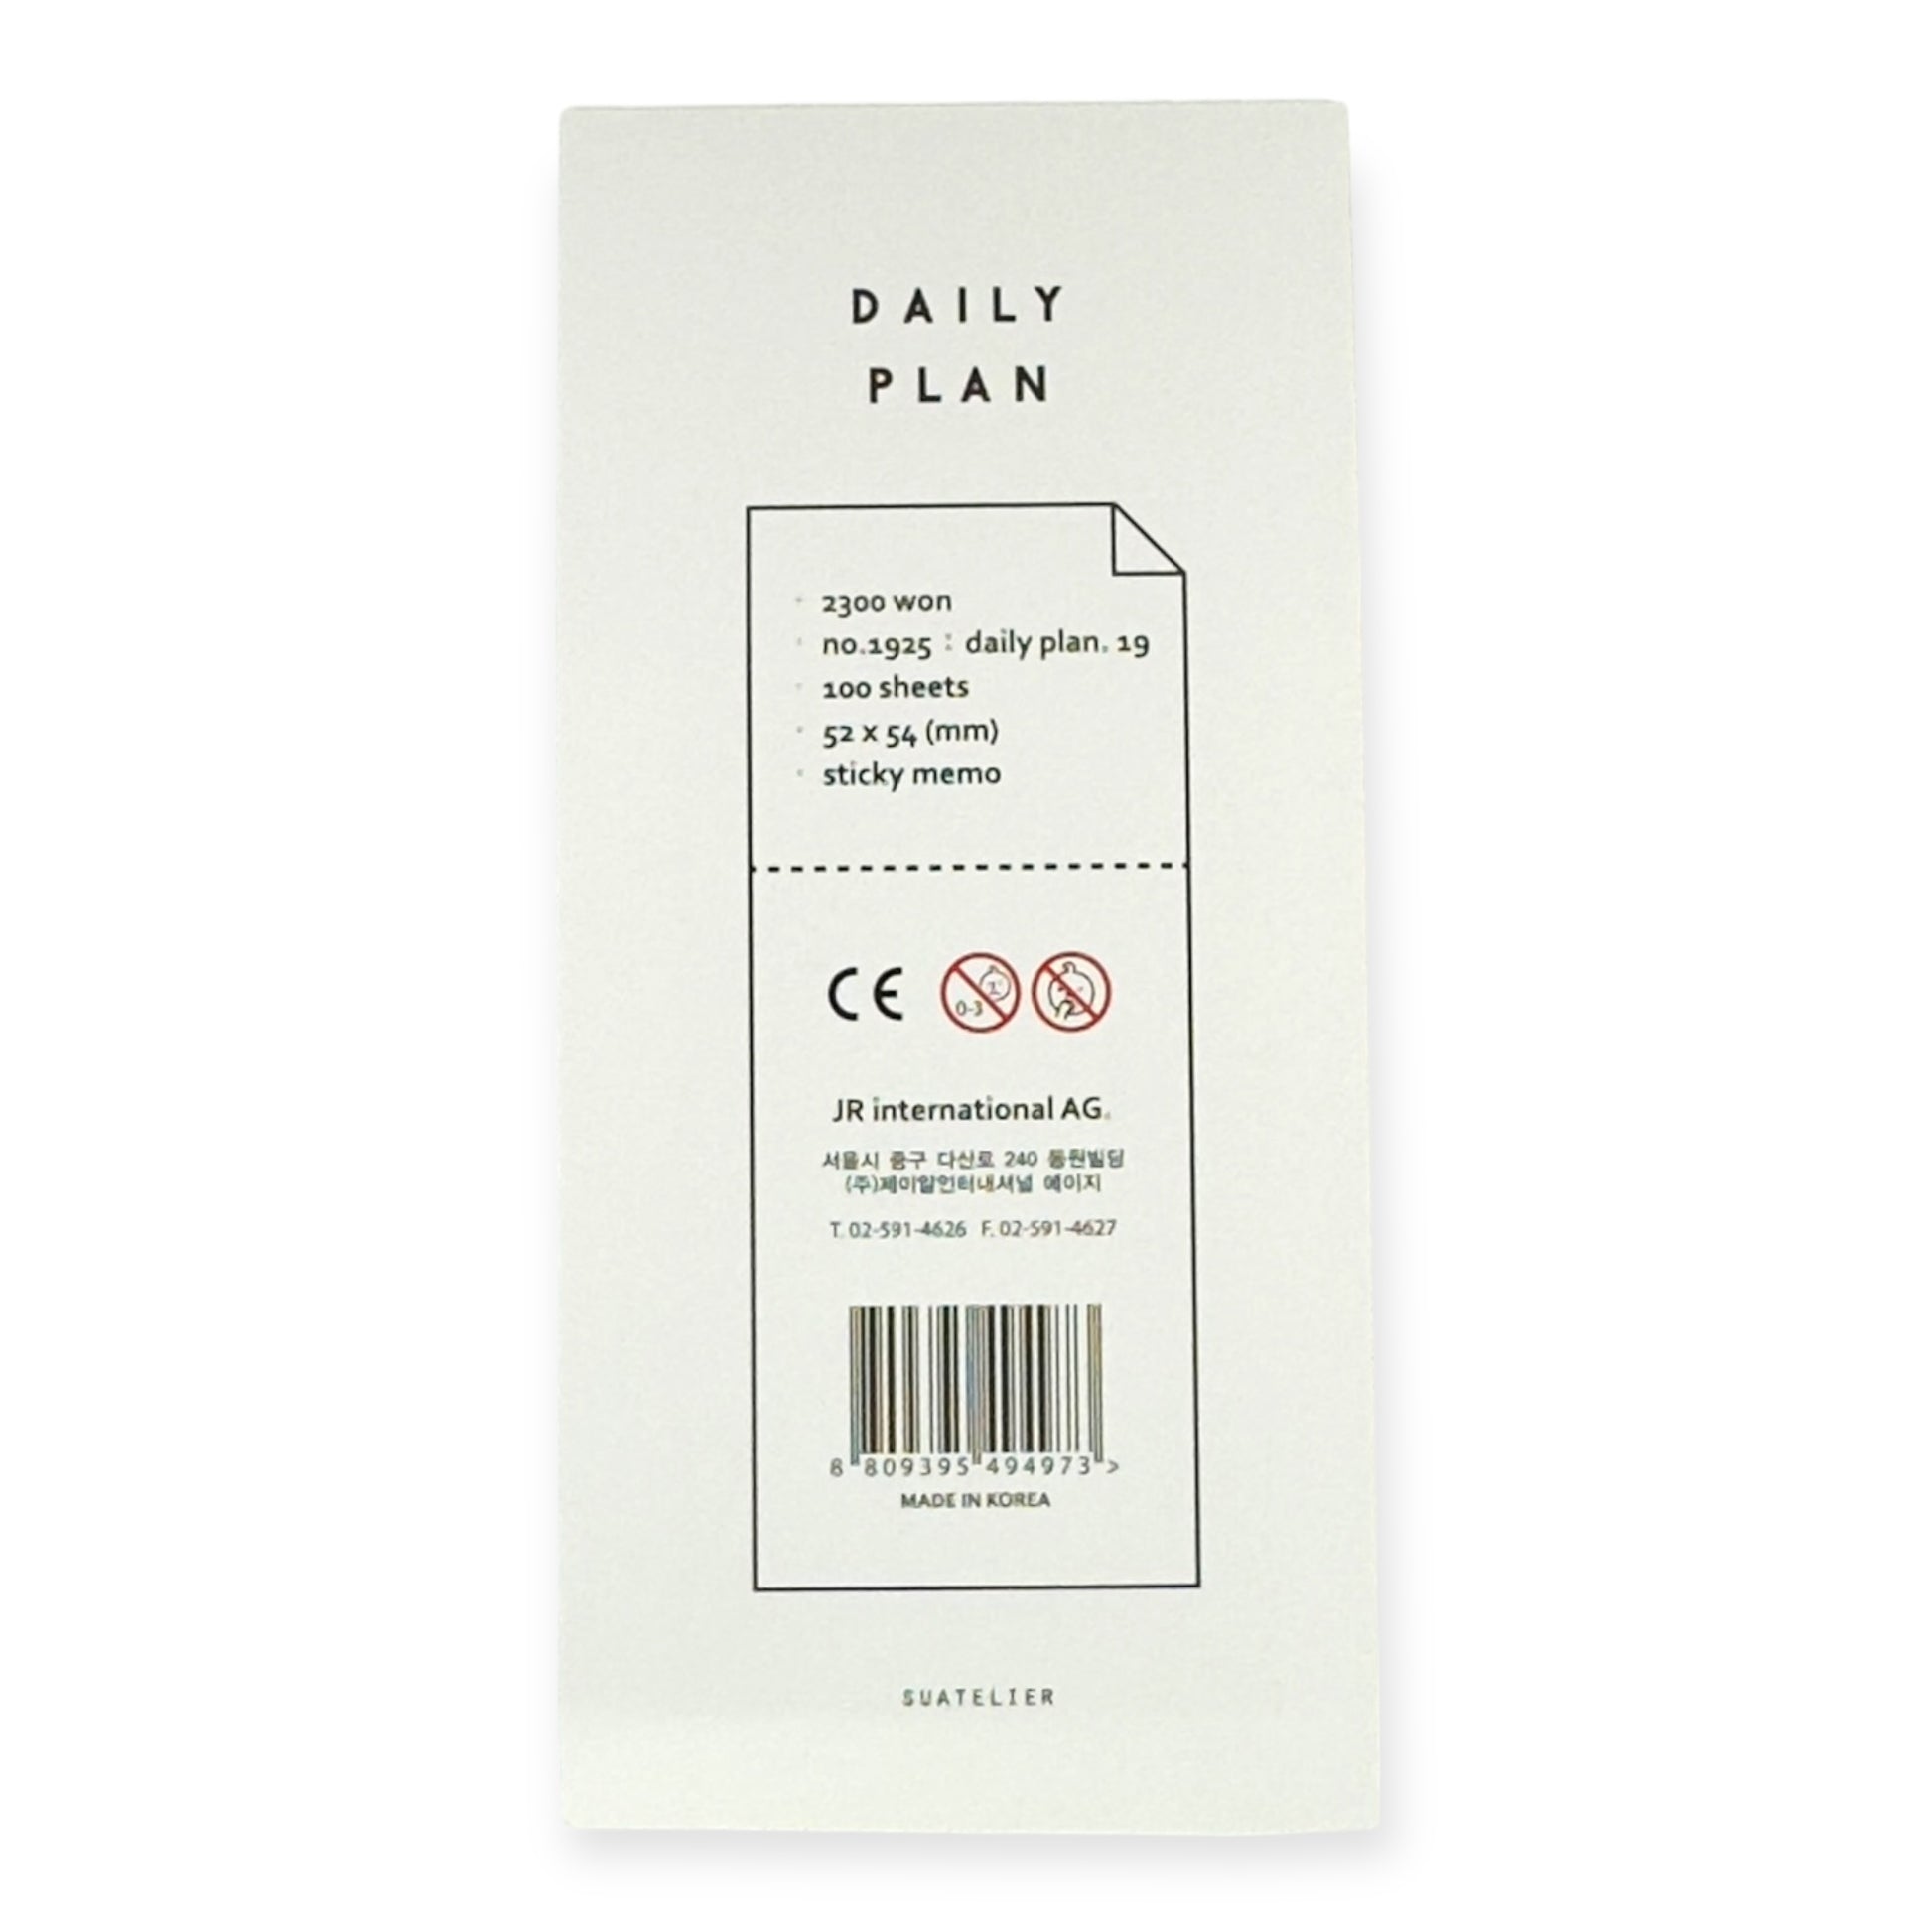 DAILY
PLAN
2300 won
no.1925 : daily plan. 19
100 sheets
52 x 54 (mm)
sticky memo
CE
0-3
JR international AG.
서울시 중구 다산로 240 동원빌딩
(주)제이알인터내셔널 에이지
T. 02-591-4626 F. 02-591-4627
8 809395 494973 >
MADE IN KOREA
SUATELIER